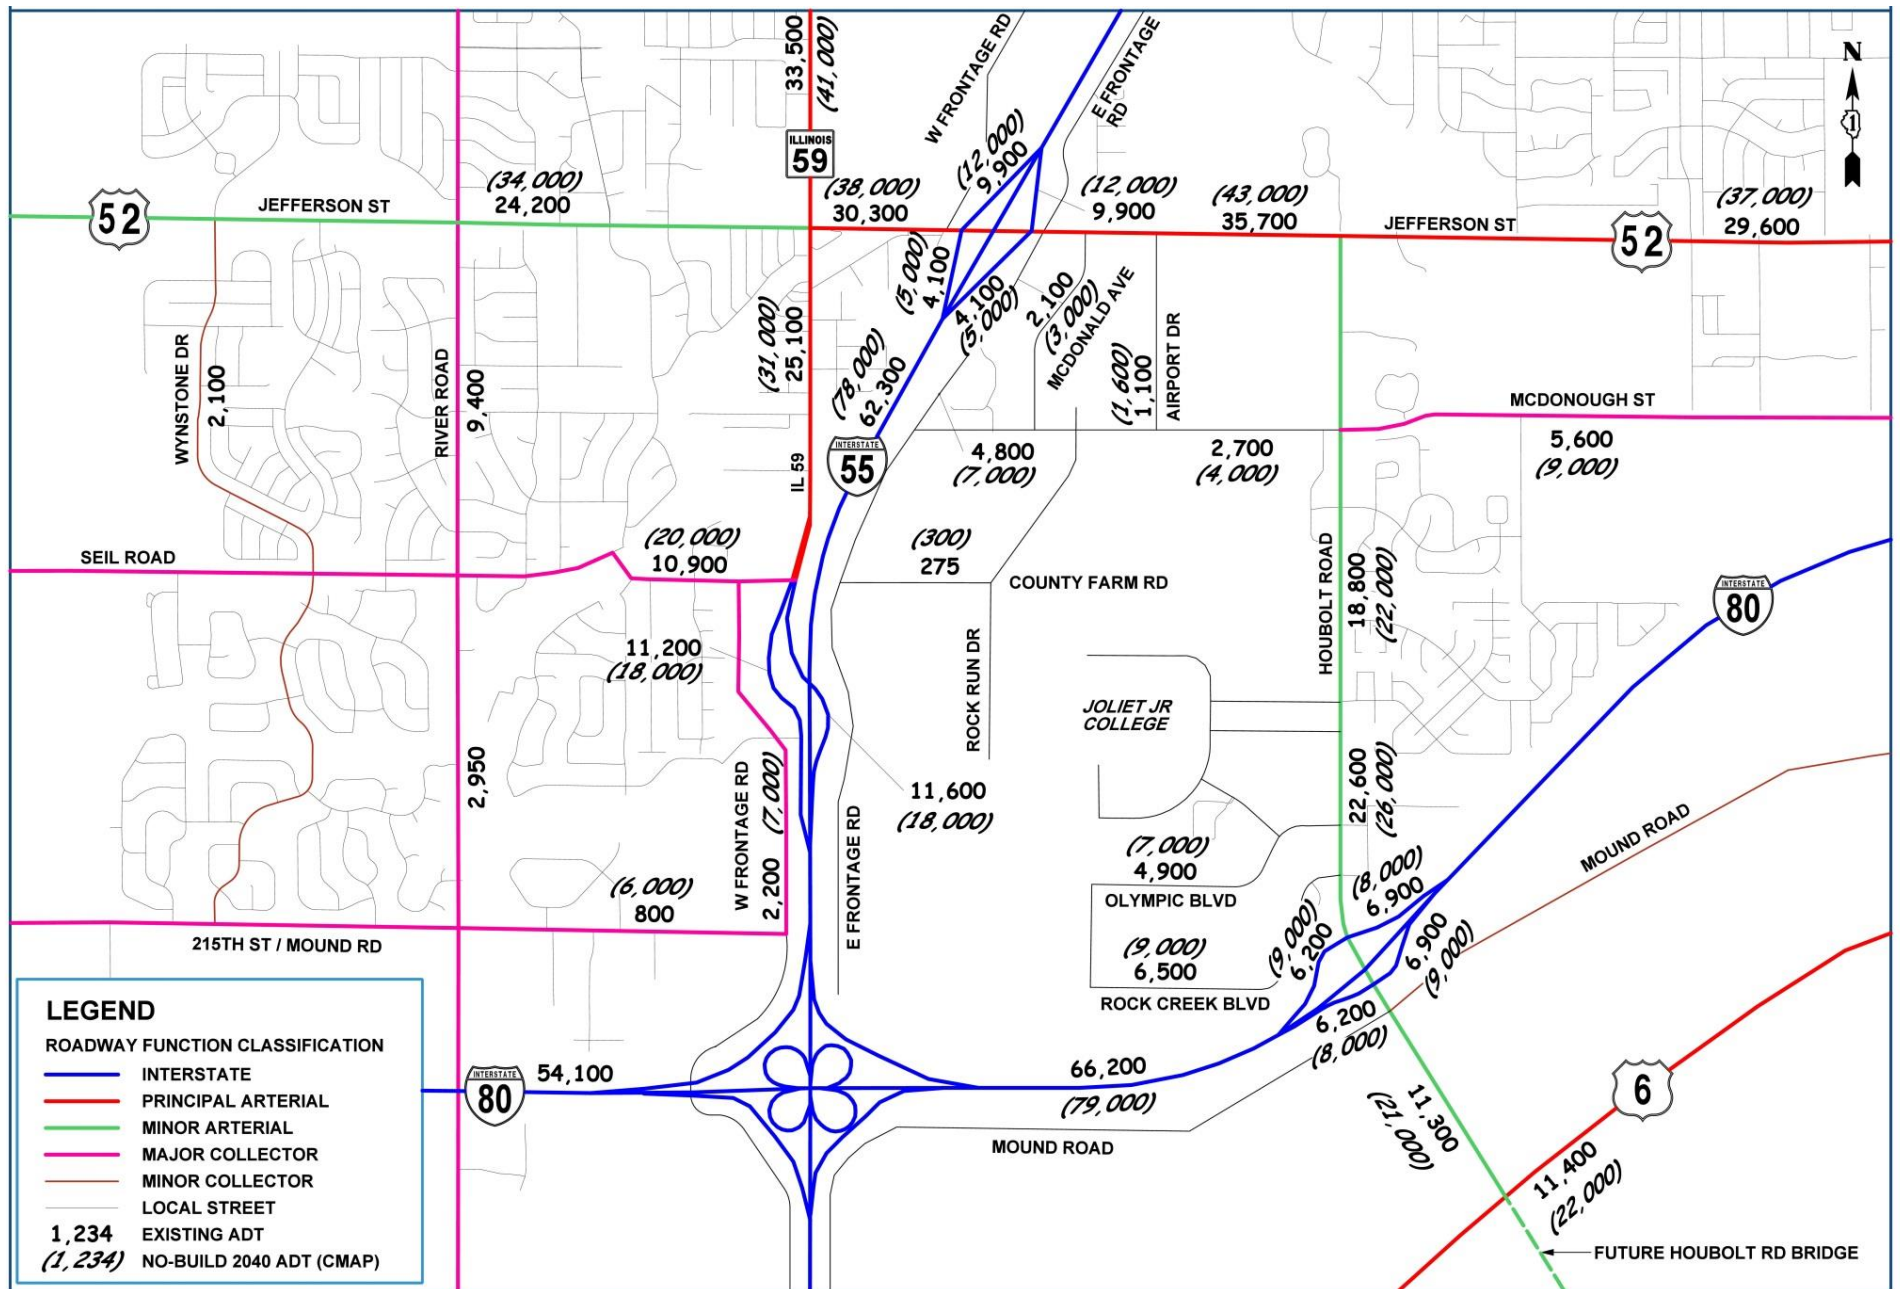 33,500
(41,000)
W FRONTAGE RD
E FRONTAGE
RD
N
1
ILLINOIS
59
(12,000)
9,900
(34,000)
24,200
(38,000)
30,300
(12,000)
9,900
(43,000)
35,700
(37,000)
29,600
52
JEFFERSON ST
JEFFERSON ST
52
(5,000)
4,100
4,100
(5,000)
2,100
(3,000)
MCDONALD AVE
(1,600)
1,100
AIRPORT DR
(31,000)
25,100
WYNSTONE DR
2,100
RIVER ROAD
9,400
(78,000)
62,300
MCDONOUGH ST
5,600
(9,000)
INTERSTATE
55
IL 59
4,800
(7,000)
2,700
(4,000)
SEIL ROAD
(20,000)
10,900
(300)
275
COUNTY FARM RD
HOUBOLT ROAD
18,800
(22,000)
INTERSTATE
80
11,200
(18,000)
ROCK RUN DR
JOLIET JR
COLLEGE
2,950
W FRONTAGE RD
(7,000)
2,200
11,600
(18,000)
E FRONTAGE RD
22,600
(26,000)
MOUND ROAD
(7,000)
4,900
OLYMPIC BLVD
(8,000)
6,900
(6,000)
800
215TH ST / MOUND RD
(9,000)
6,500
ROCK CREEK BLVD
(9,000)
6,200
6,900
(9,000)
6,200
(8,000)
INTERSTATE
80
54,100
66,200
(79,000)
MOUND ROAD
11,300
(21,000)
6
11,400
(22,000)
FUTURE HOUBOLT RD BRIDGE
LEGEND
ROADWAY FUNCTION CLASSIFICATION
INTERSTATE
PRINCIPAL ARTERIAL
MINOR ARTERIAL
MAJOR COLLECTOR
MINOR COLLECTOR
LOCAL STREET
1,234 EXISTING ADT
(1,234) NO-BUILD 2040 ADT (CMAP)